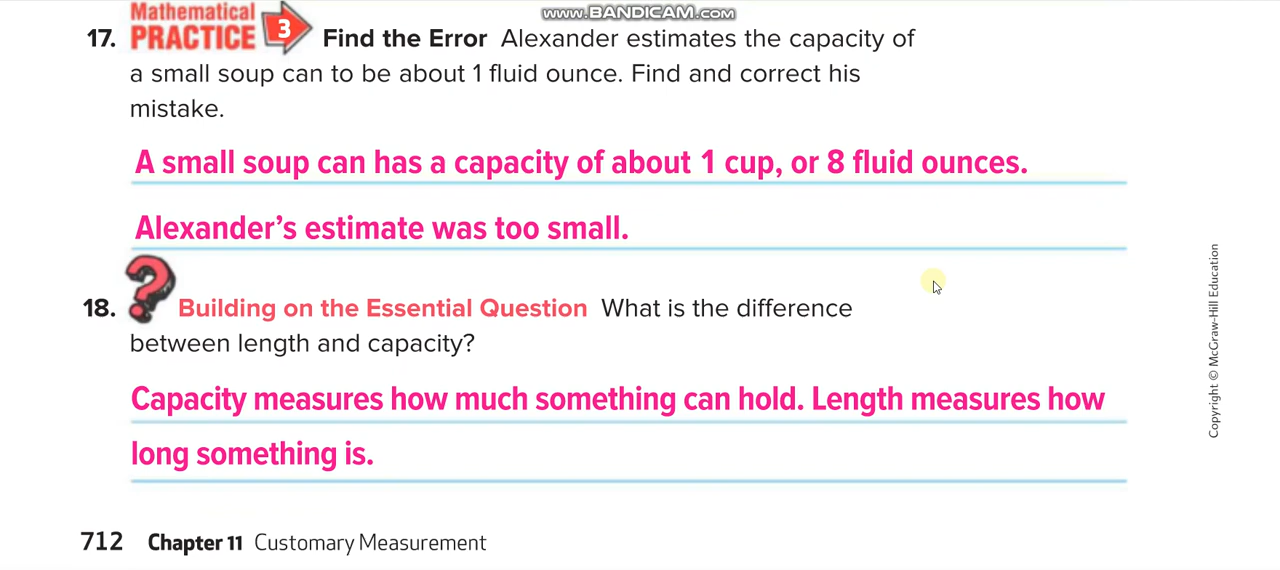 www.BANDICAM.com
Mathematical
PRACTICE 3
17. Find the Error Alexander estimates the capacity of
a small soup can to be about 1 fluid ounce. Find and correct his
mistake.
A small soup can has a capacity of about 1 cup, or 8 fluid ounces.
Alexander’s estimate was too small.
18. ? Building on the Essential Question What is the difference
between length and capacity?
Capacity measures how much something can hold. Length measures how
long something is.
712 Chapter 11 Customary Measurement
Copyright © McGraw-Hill Education